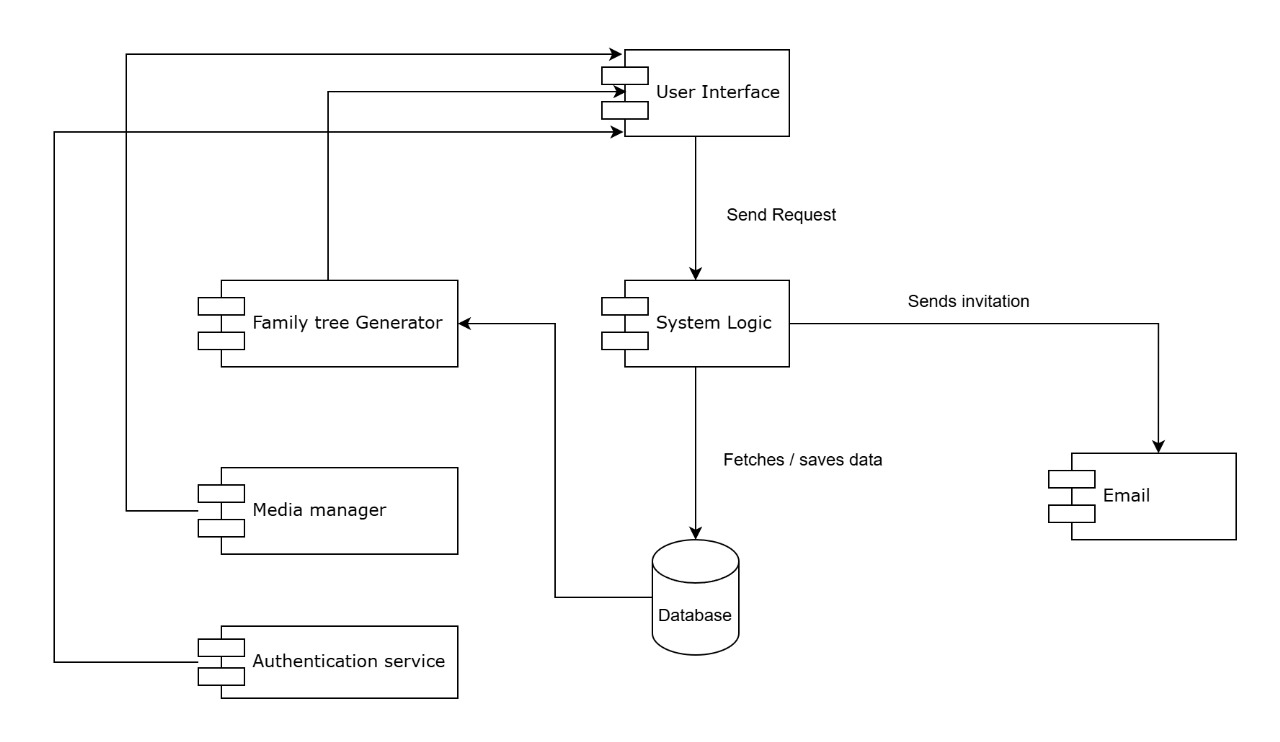 User Interface
Send Request
Family tree Generator
System Logic
Sends invitation
Fetches / saves data
Media manager
Email
Database
Authentication service